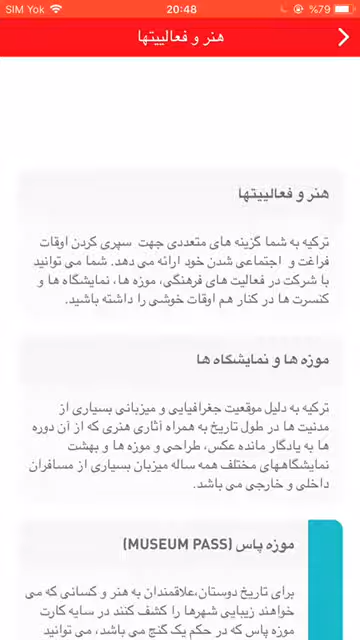 SIM Yok 20:48 %79
هنر و فعالییتها
هنر و فعالییتها
ترکیه به شما گزینه های متعددی جهت سپری کردن اوقات
فراغت و اجتماعی شدن خود ارائه می دهد. شما می توانید
با شرکت در فعالیت های فرهنگی، موزه ها، نمایشگاه ها و
کنسرت ها در کنار هم اوقات خوشی را داشته باشید.
موزه ها و نمایشگاه ها
ترکیه به دلیل موقعیت جغرافیایی و میزبانی بسیاری از
مدنیت ها در طول تاریخ به همراه آثاری هنری که از آن دوره
ها به یادگار مانده عکس، طراحی و موزه ها و بهشت
نمایشگاههای مختلف همه ساله میزبان بسیاری از مسافران
داخلی و خارجی می باشد.
موزه پاس (MUSEUM PASS)
برای تاریخ دوستان،علاقمندان به هنر و کسانی که می
خواهند زیبایی شهرها را کشف کنند در سایه کارت
موزه پاس که در حکم یک گنج می باشد، می توانید